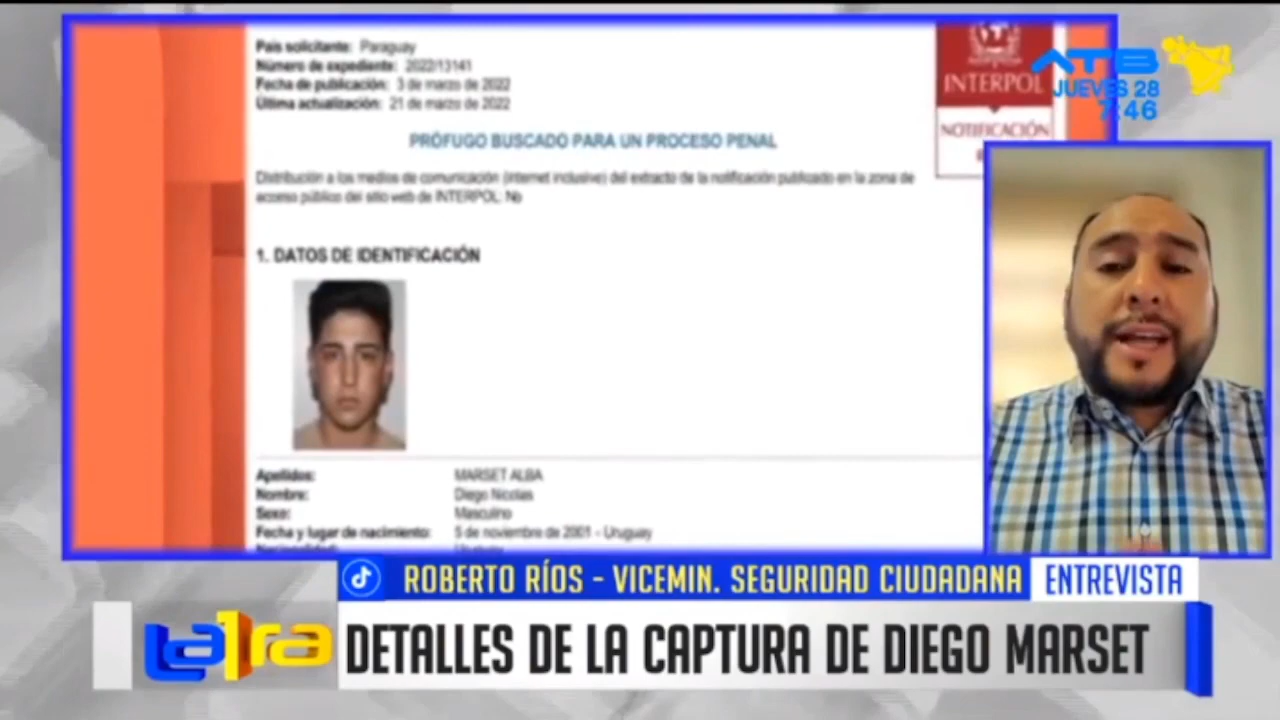 País solicitante: Paraguay
Número de expediente: 2022/13141
Fecha de publicación: 3 de marzo de 2022
Última actualización: 21 de marzo de 2022
INTERPOL
NOTIFICACIÓN
ATB
JUEVES 28
7:46
PRÓFUGO BUSCADO PARA UN PROCESO PENAL
Distribución a los medios de comunicación (internet inclusive) del extracto de la notificación publicado en la zona de
acceso público del sitio web de INTERPOL: No
1. DATOS DE IDENTIFICACIÓN
Apellidos: MARSET ALBA
Nombre: Diego Nicolas
Sexo: Masculino
Fecha y lugar de nacimiento: 5 de noviembre de 2001 – Uruguay
ROBERTO RÍOS - VICEMIN. SEGURIDAD CIUDADANA
ENTREVISTA
La1ra
DETALLES DE LA CAPTURA DE DIEGO MARSET